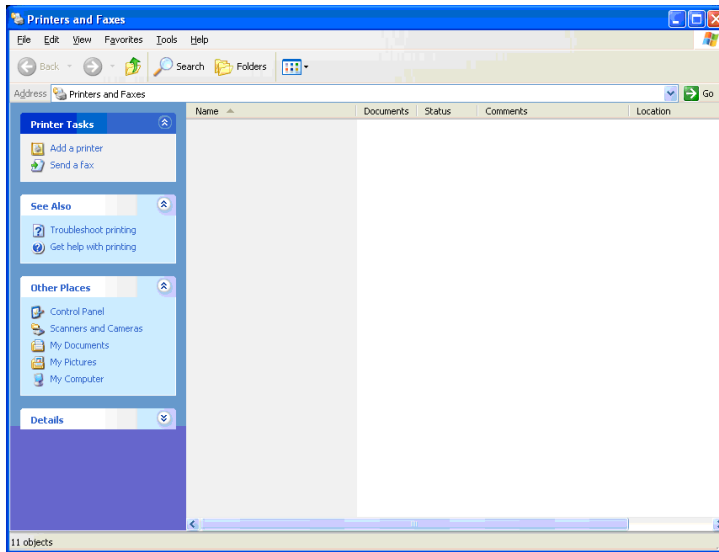 Printers and Faxes
File Edit View Favorites Tools Help
Back Search Folders
Address Printers and Faxes Go
Name Documents Status Comments Location
Printer Tasks
Add a printer
Send a fax
See Also
Troubleshoot printing
Get help with printing
Other Places
Control Panel
Scanners and Cameras
My Documents
My Pictures
My Computer
Details
11 objects